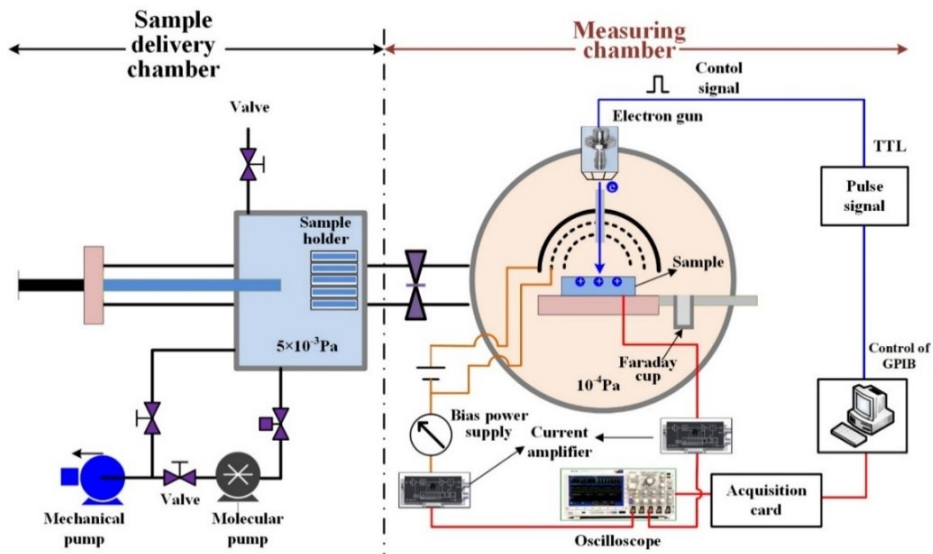 Sample
delivery
chamber
Measuring
chamber
Contol
signal
Valve
Electron gun
TTL
Pulse
signal
Sample
holder
e
Sample
+ + +
5×10⁻³Pa
Faraday
cup
10⁻⁴Pa
Control of
GPIB
Bias power
supply
Current
amplifier
Valve
Mechanical
pump
Molecular
pump
Acquisition
card
Oscilloscope